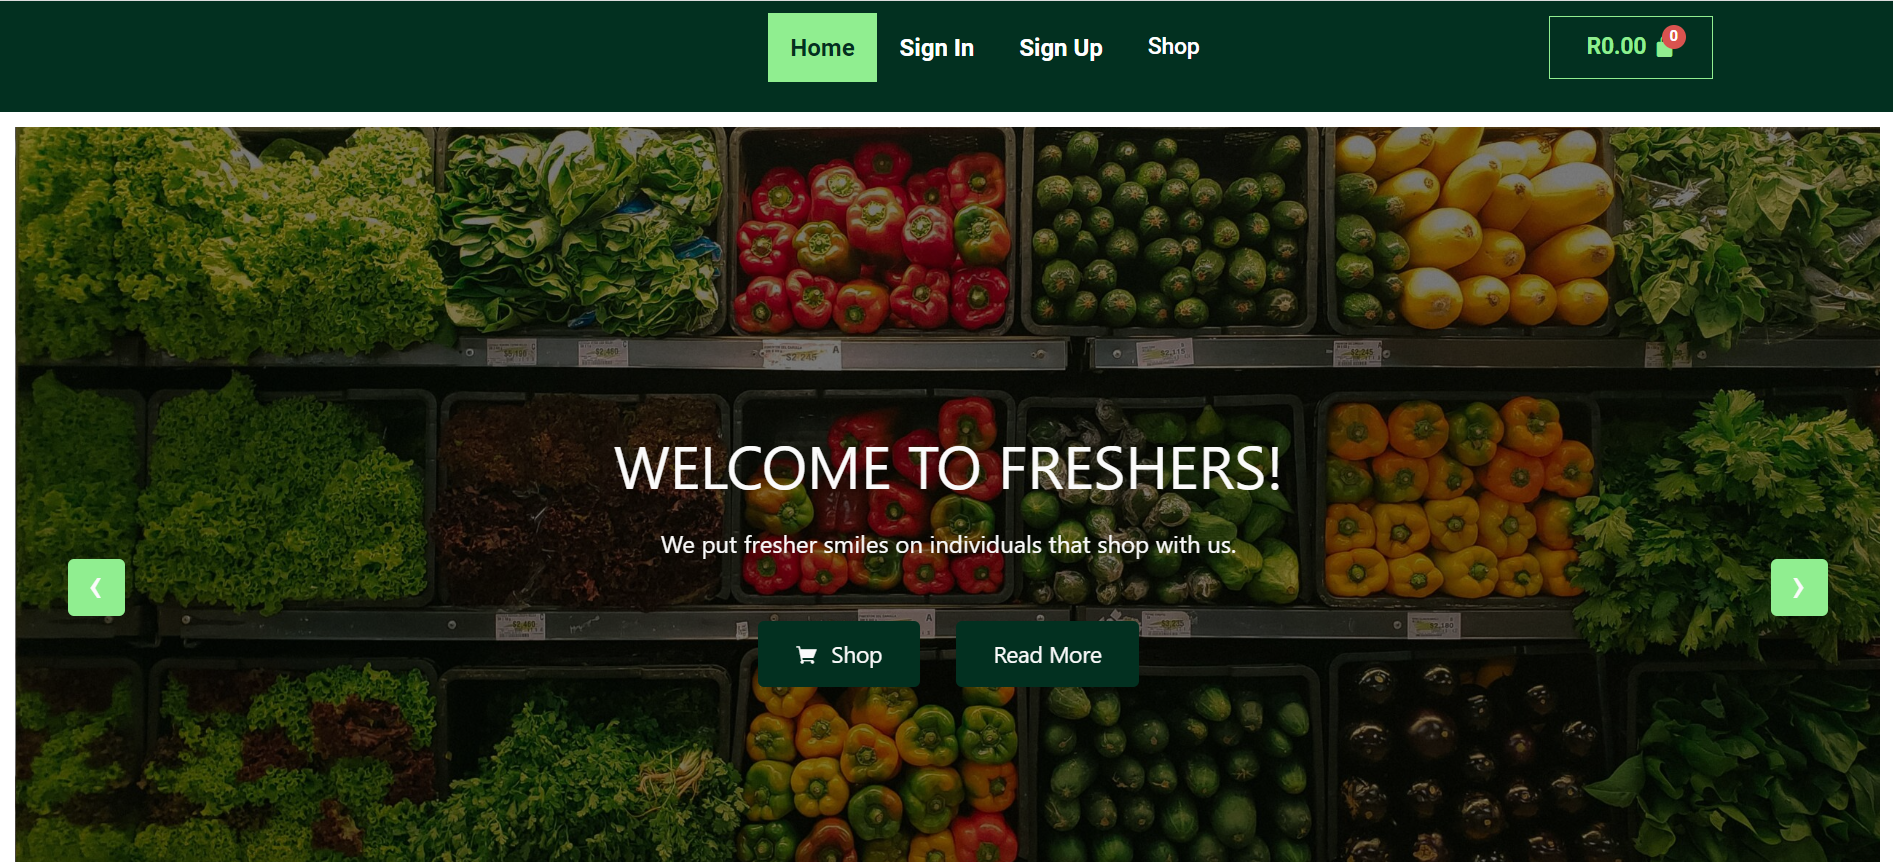 Home Sign In Sign Up Shop R0.00 0
WELCOME TO FRESHERS!
We put fresher smiles on individuals that shop with us.
Shop Read More